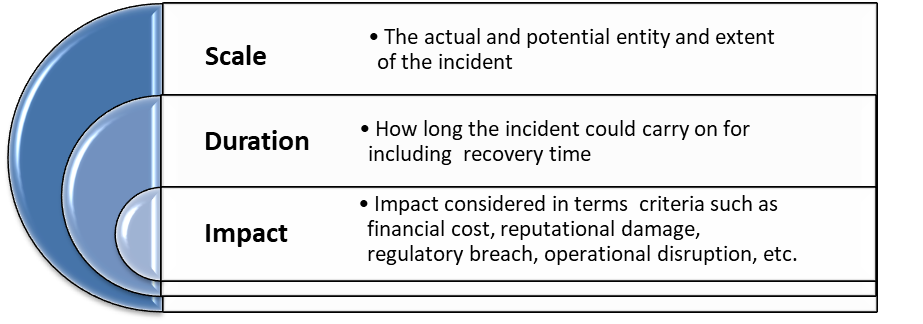 Scale
• The actual and potential entity and extent
of the incident
Duration
• How long the incident could carry on for
including  recovery time
Impact
• Impact considered in terms  criteria such as
financial cost, reputational damage,
regulatory breach, operational disruption, etc.